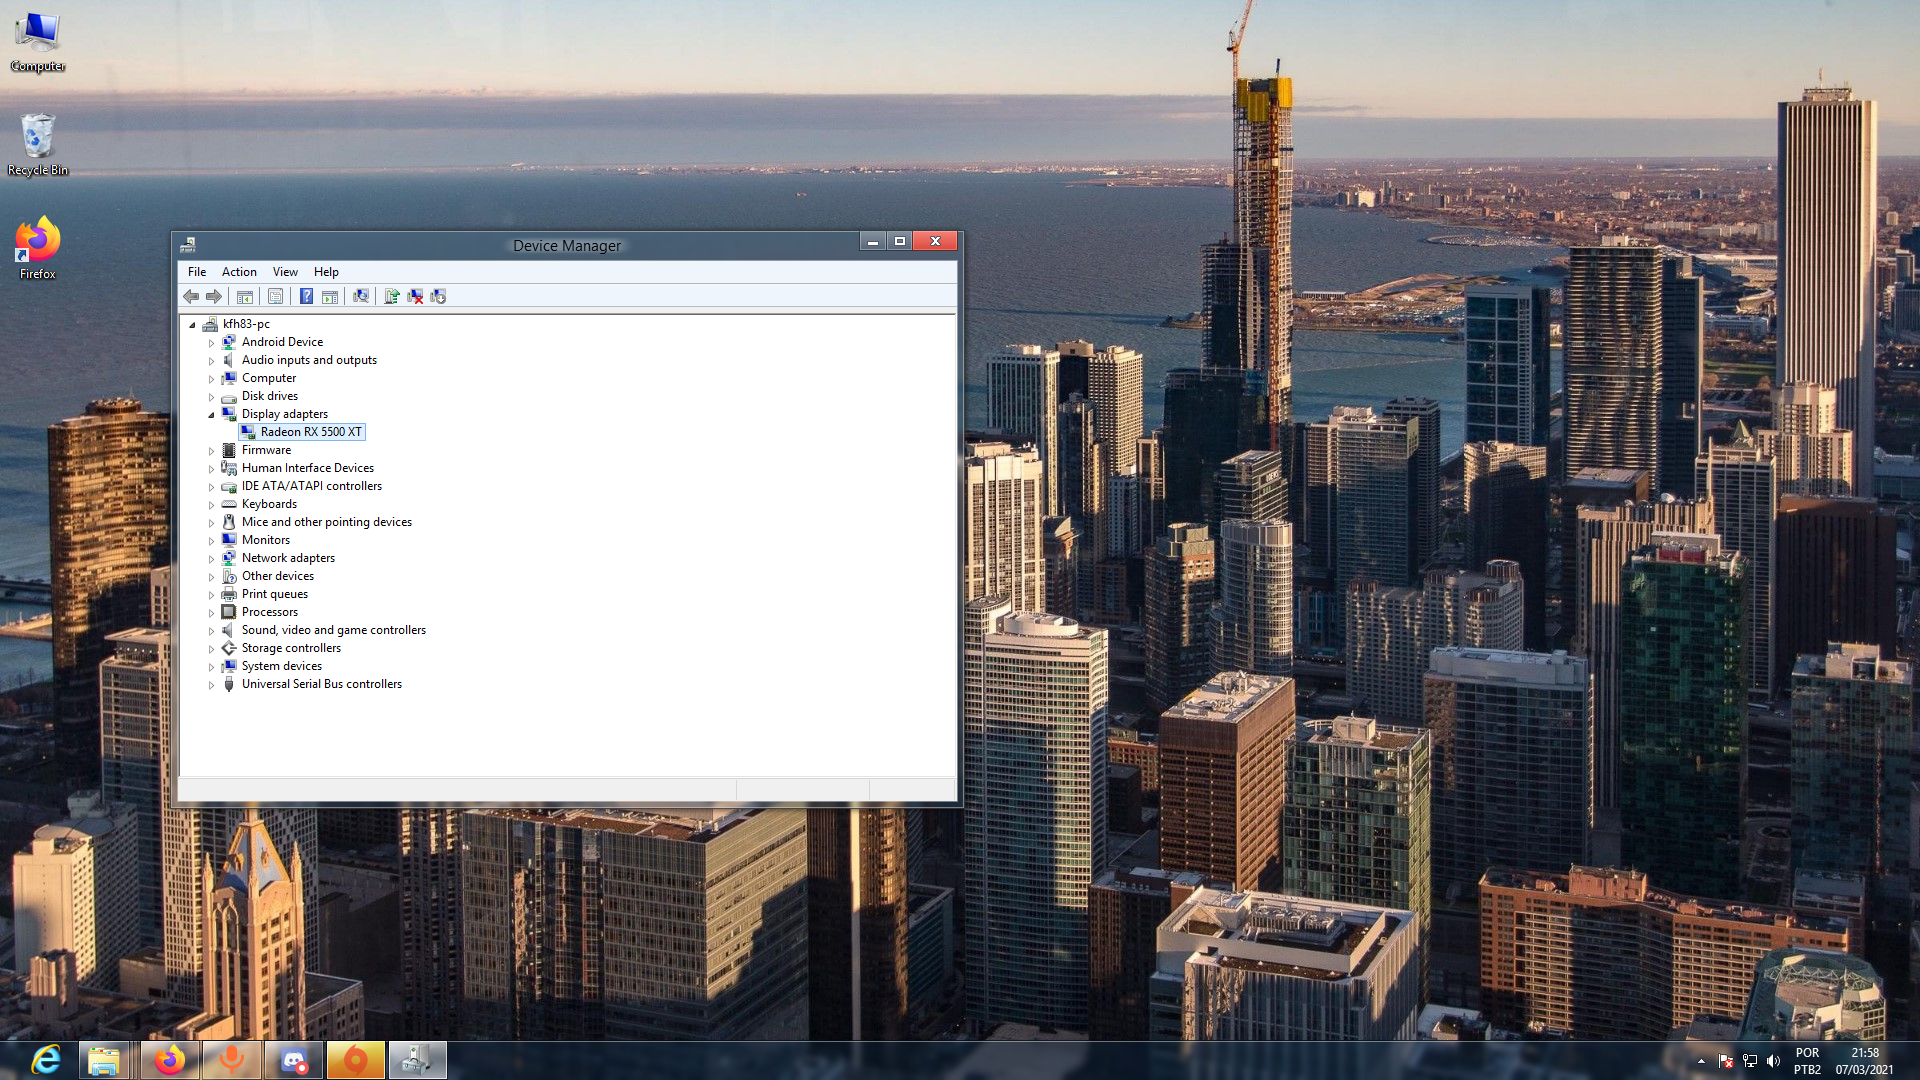 Computer
Recycle Bin
Firefox
Device Manager
File Action View Help
kfh83-pc
Android Device
Audio inputs and outputs
Computer
Disk drives
Display adapters
Radeon RX 5500 XT
Firmware
Human Interface Devices
IDE ATA/ATAPI controllers
Keyboards
Mice and other pointing devices
Monitors
Network adapters
Other devices
Print queues
Processors
Sound, video and game controllers
Storage controllers
System devices
Universal Serial Bus controllers
POR 21:58
PTB2 07/03/2021